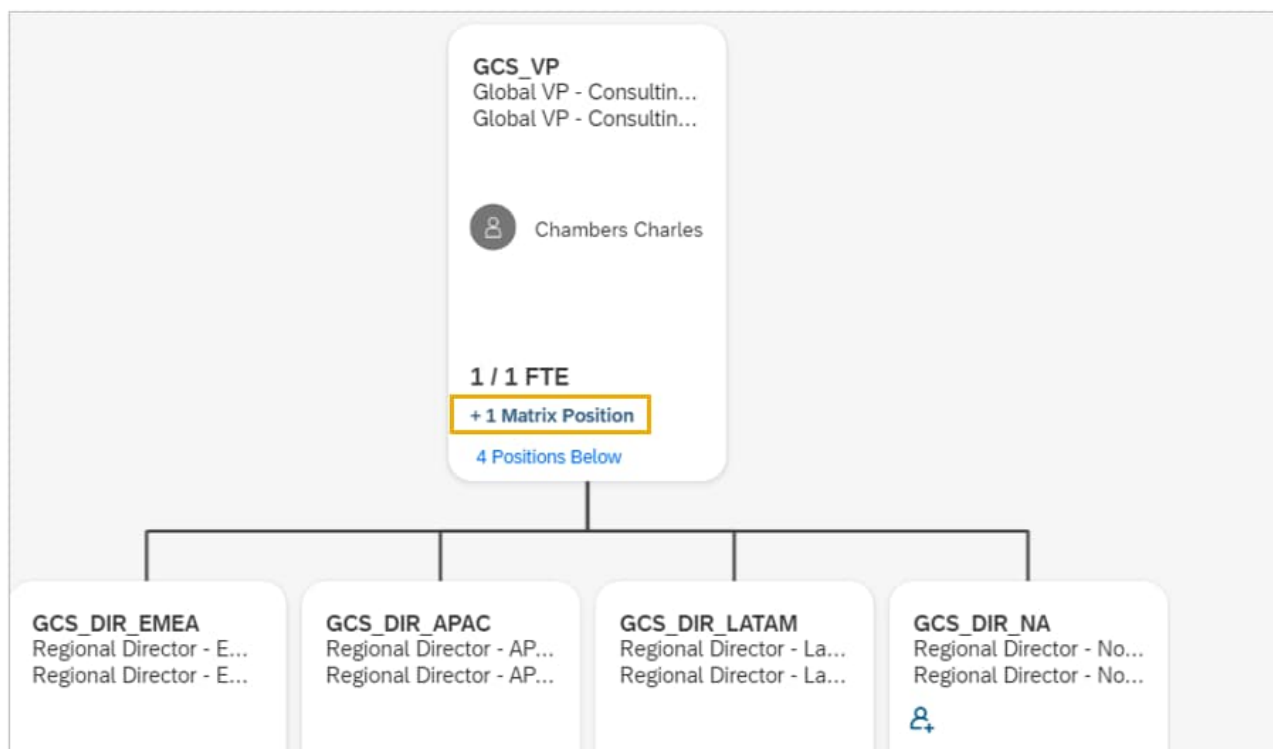 GCS_VP
Global VP - Consultin...
Global VP - Consultin...
Chambers Charles
1 / 1 FTE
+ 1 Matrix Position
4 Positions Below
GCS_DIR_EMEA
Regional Director - E...
Regional Director - E...
GCS_DIR_APAC
Regional Director - AP...
Regional Director - AP...
GCS_DIR_LATAM
Regional Director - La...
Regional Director - La...
GCS_DIR_NA
Regional Director - No...
Regional Director - No...